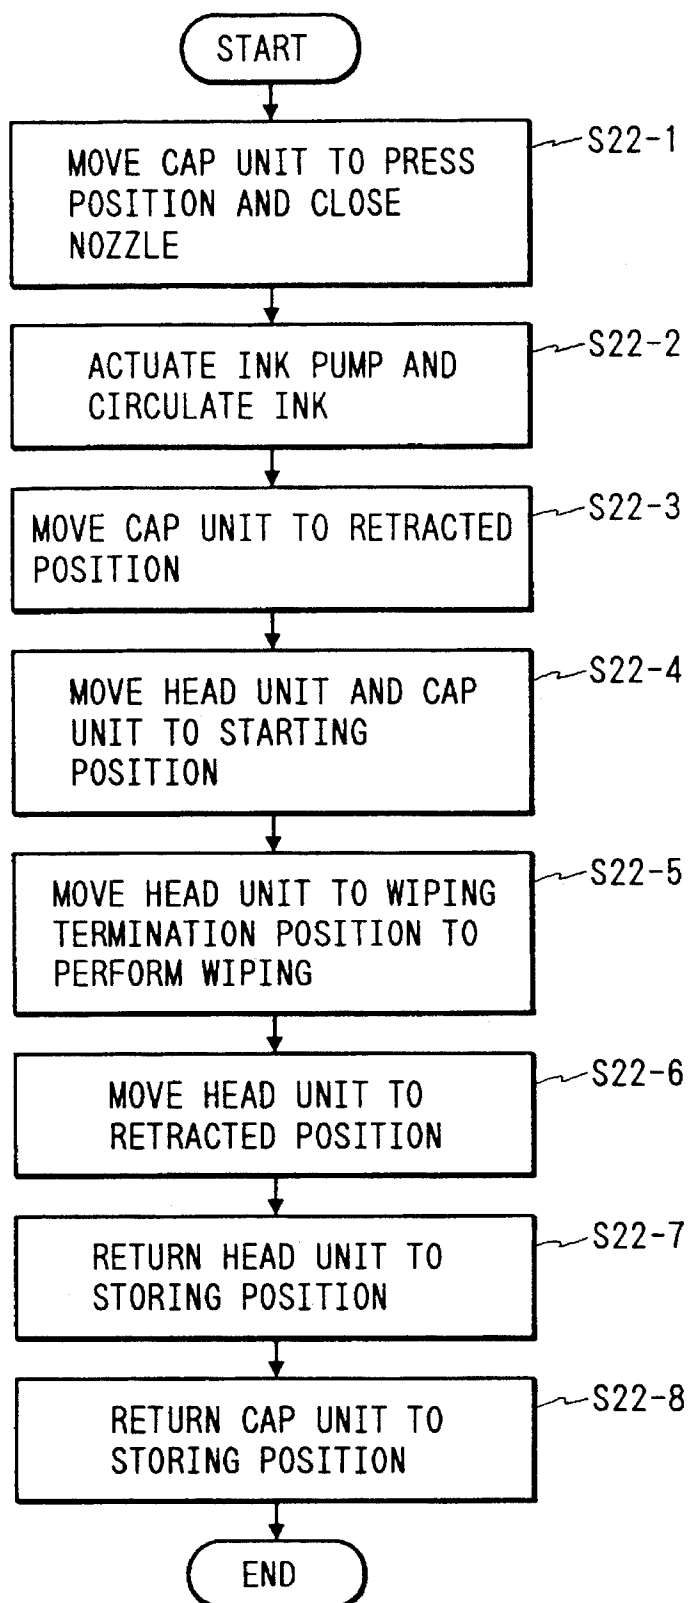 START
MOVE CAP UNIT TO PRESS
POSITION AND CLOSE
NOZZLE
S22-1
ACTUATE INK PUMP AND
CIRCULATE INK
S22-2
MOVE CAP UNIT TO RETRACTED
POSITION
S22-3
MOVE HEAD UNIT AND CAP
UNIT TO STARTING
POSITION
S22-4
MOVE HEAD UNIT TO WIPING
TERMINATION POSITION TO
PERFORM WIPING
S22-5
MOVE HEAD UNIT TO
RETRACTED POSITION
S22-6
RETURN HEAD UNIT TO
STORING POSITION
S22-7
RETURN CAP UNIT TO
STORING POSITION
S22-8
END